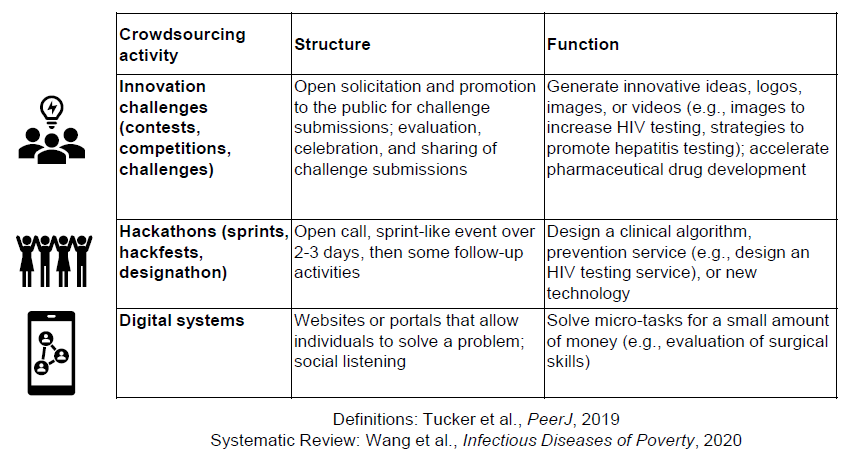 Crowdsourcing activity
Structure
Function
Innovation
challenges
(contests,
competitions,
challenges)
Open solicitation and promotion
to the public for challenge
submissions; evaluation,
celebration, and sharing of
challenge submissions
Generate innovative ideas, logos,
images, or videos (e.g., images to
increase HIV testing, strategies to
promote hepatitis testing); accelerate
pharmaceutical drug development
Hackathons (sprints,
hackfests,
designathon)
Open call, sprint-like event over
2-3 days, then some follow-up
activities
Design a clinical algorithm,
prevention service (e.g., design an
HIV testing service), or new
technology
Digital systems
Websites or portals that allow
individuals to solve a problem;
social listening
Solve micro-tasks for a small amount
of money (e.g., evaluation of surgical
skills)
Definitions: Tucker et al., PeerJ, 2019
Systematic Review: Wang et al., Infectious Diseases of Poverty, 2020